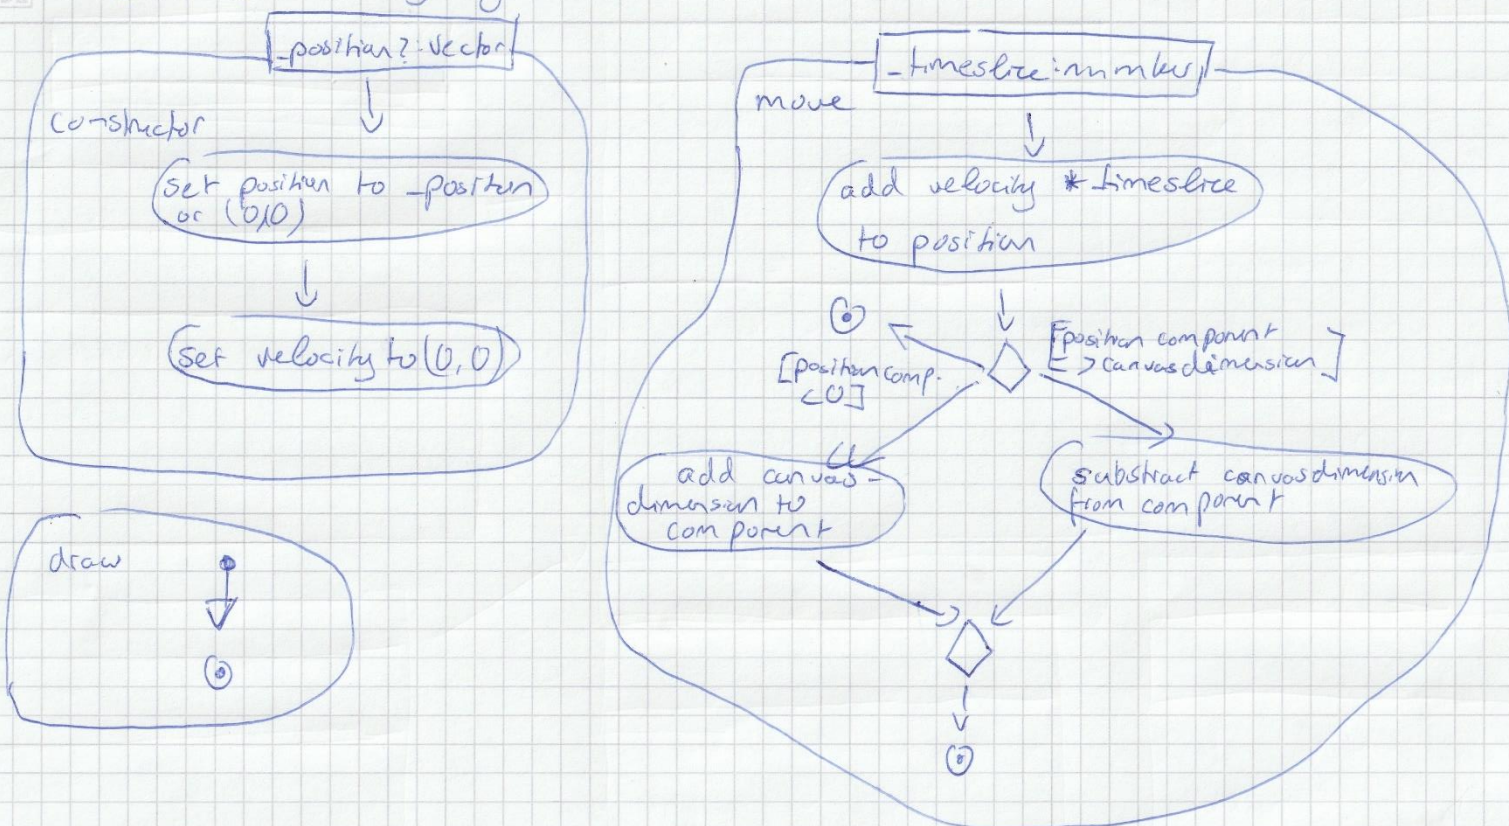 _position?: Vector
constructor
set position to _position
or (0,0)
set velocity to (0,0)
draw
_timeslice: number
move
add velocity * timeslice
to position
[position component
> canvasdimension]
[position comp.
<0]
add canvas-
dimension to
component
substract canvasdimension
from component